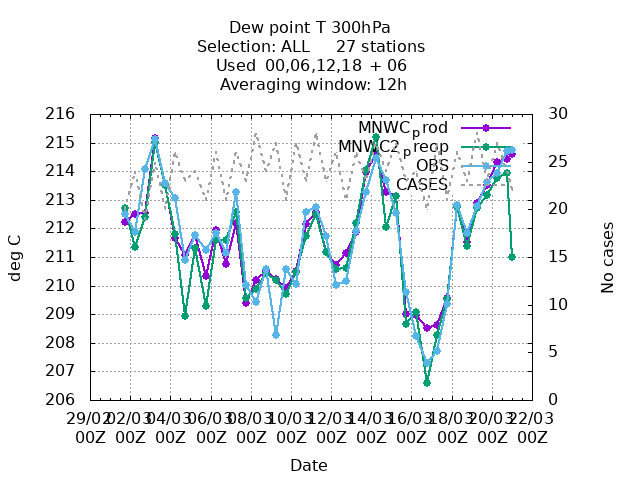 Dew point T 300hPa
Selection: ALL 27 stations
Used 00,06,12,18 + 06
Averaging window: 12h
216
215
214
213
212
211
210
209
208
207
206
30
25
20
15
10
5
0
MNWC_prod
MNWC2_preop
OBS
CASES
deg C
No cases
29/02 02/03 04/03 06/03 08/03 10/03 12/03 14/03 16/03 18/03 20/03 22/03
00Z 00Z 00Z 00Z 00Z 00Z 00Z 00Z 00Z 00Z 00Z 00Z
Date